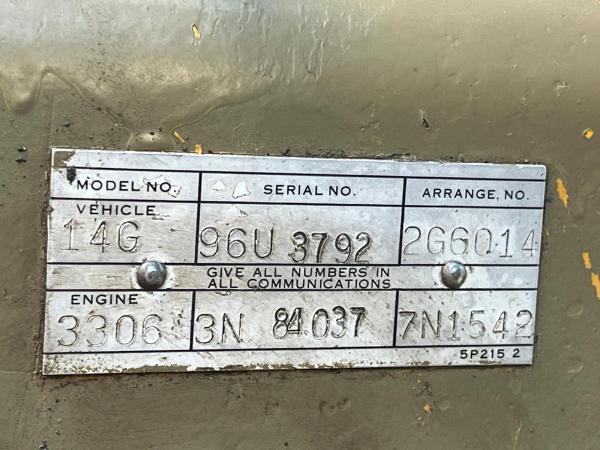 MODEL NO. SERIAL NO. ARRANGE. NO.
VEHICLE
14G 96U 3792 2G6014
GIVE ALL NUMBERS IN
ALL COMMUNICATIONS
ENGINE
3306 3N 84037 7N1542
5P215 2